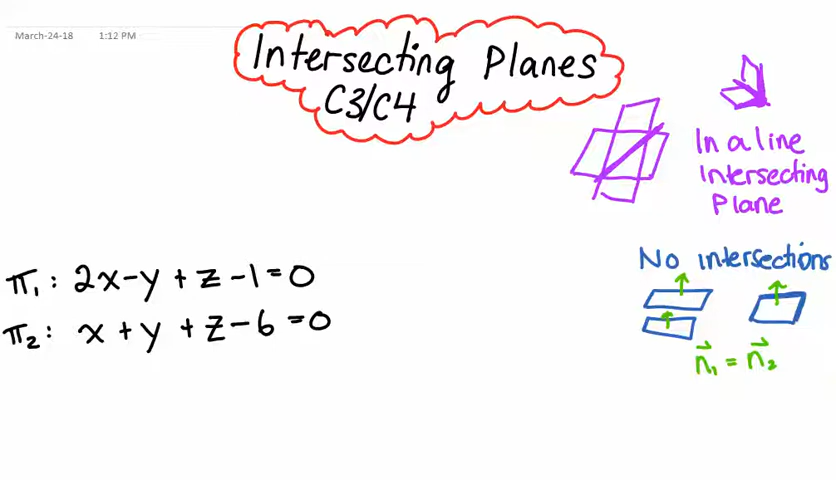 March-24-18 1:12 PM
Intersecting Planes
C3/C4
In a line
Intersecting
Plane
π₁: 2x-y+z-1=0
π₂: x+y+z-6=0
No intersections
n⃗₁ = n⃗₂